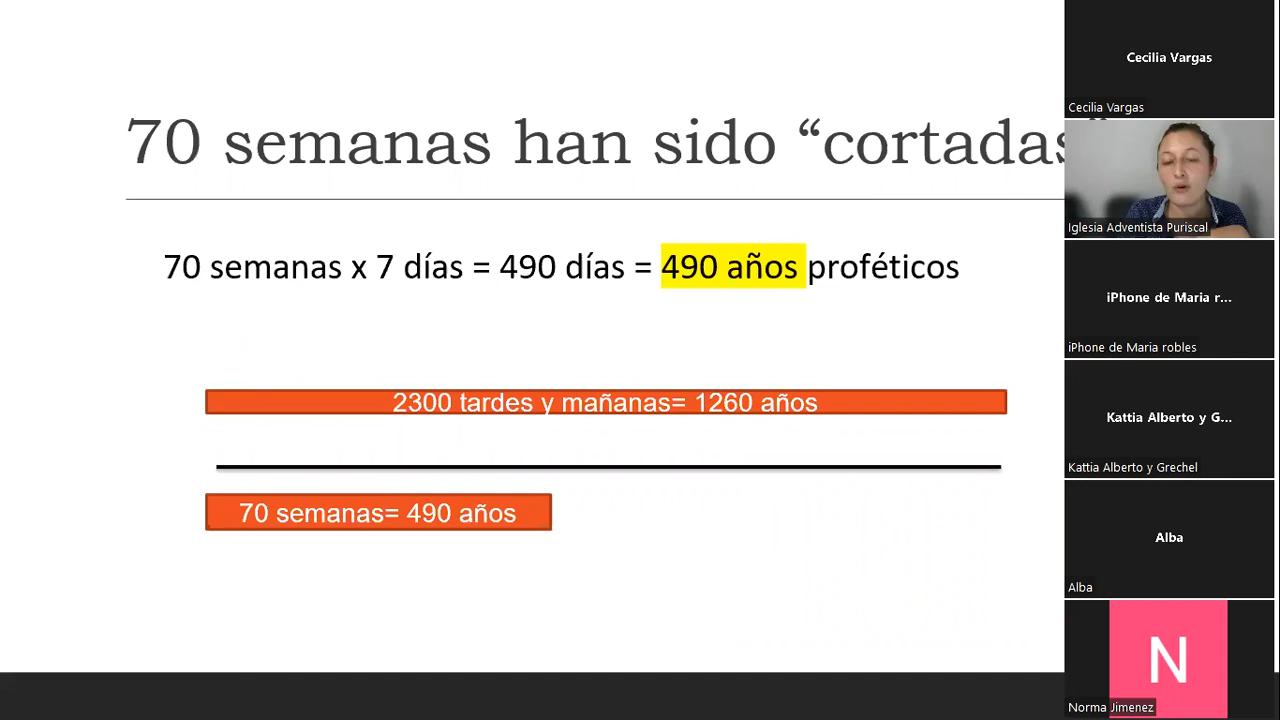 70 semanas han sido “cortadas”
70 semanas x 7 días = 490 días = 490 años proféticos
2300 tardes y mañanas= 1260 años
70 semanas= 490 años
Cecilia Vargas
Cecilia Vargas
Iglesia Adventista Puriscal
iPhone de Maria r...
iPhone de Maria robles
Kattia Alberto y G...
Kattia Alberto y Grechel
Alba
Alba
N
Norma Jimenez